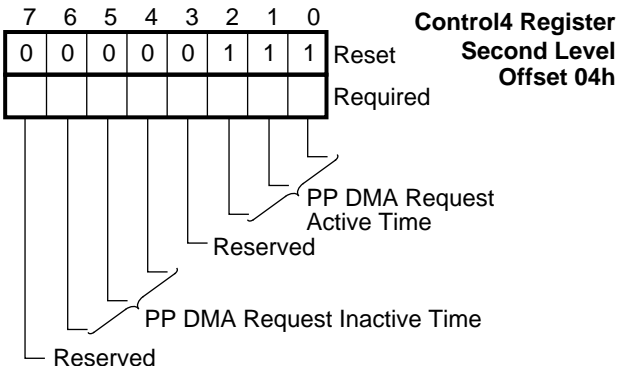 7 6 5 4 3 2 1 0
Control4 Register
Second Level
Offset 04h
0 0 0 0 0 1 1 1 Reset
Required
PP DMA Request
Active Time
Reserved
PP DMA Request Inactive Time
Reserved